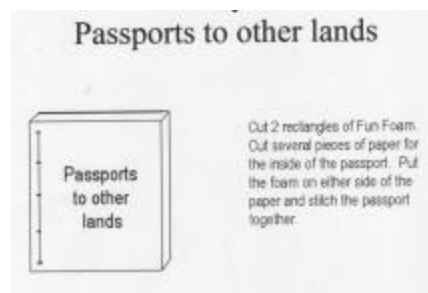 Passports to other lands
Passports
to other
lands
Cut 2 rectangles of Fun Foam.
Cut several pieces of paper for
the inside of the passport. Put
the foam on either side of the
paper and stitch the passport
together.